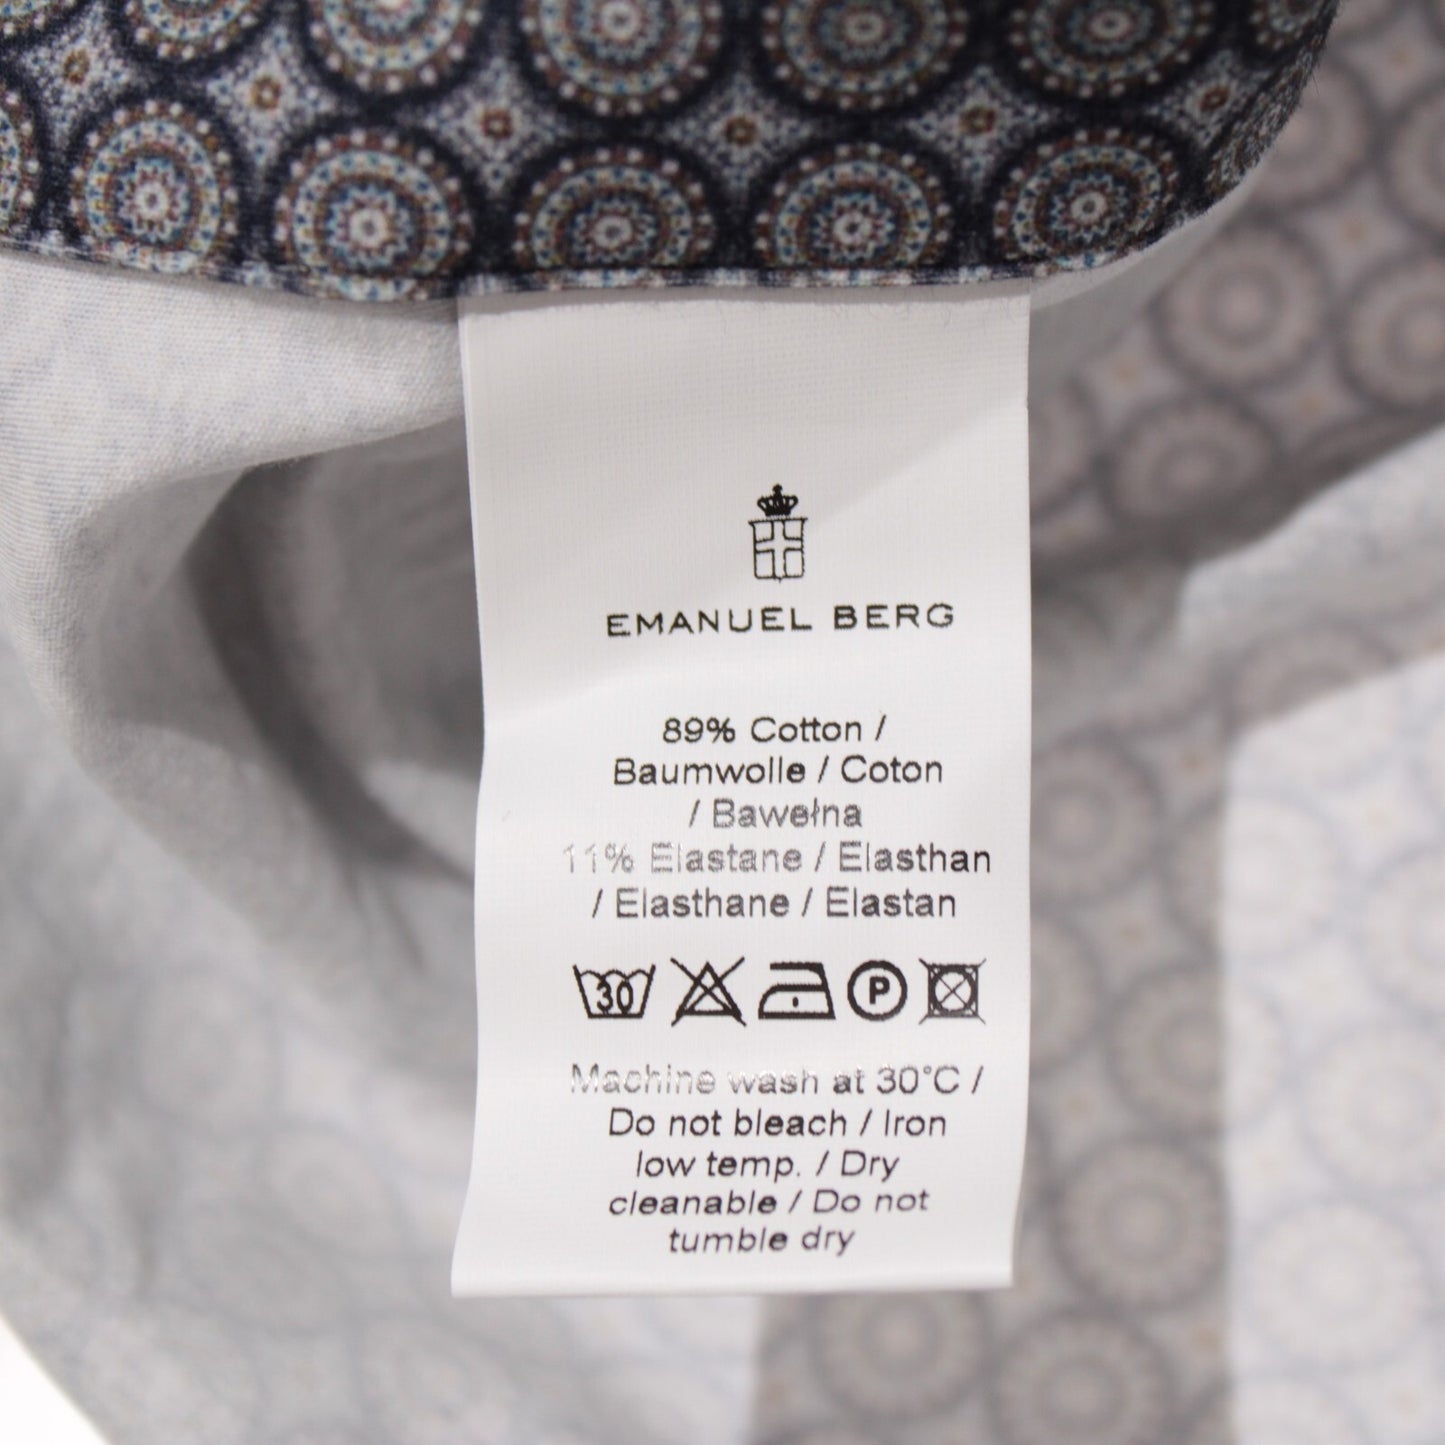 EMANUEL BERG
89% Cotton /
Baumwolle / Coton
/ Bawełna
11% Elastane / Elasthan
/ Elasthane / Elastan
30 P
Machine wash at 30°C /
Do not bleach / Iron
low temp. / Dry
cleanable / Do not
tumble dry